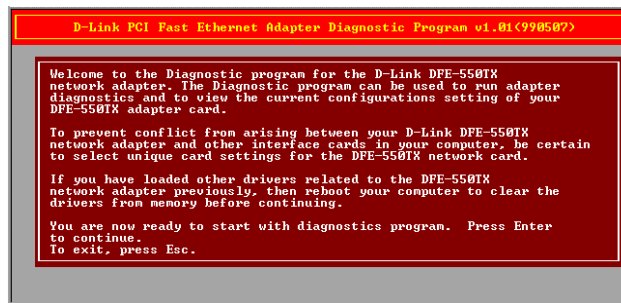 D-Link PCI Fast Ethernet Adapter Diagnostic Program v1.01(990507)
Welcome to the Diagnostic program for the D-Link DFE-550TX
network adapter. The Diagnostic program can be used to run adapter
diagnostics and to view the current configurations setting of your
DFE-550TX adapter card.
To prevent conflict from arising between your D-Link DFE-550TX
network adapter and other interface cards in your computer, be certain
to select unique card settings for the DFE-550TX network card.
If you have loaded other drivers related to the DFE-550TX
network adapter previously, then reboot your computer to clear the
drivers from memory before continuing.
You are now ready to start with diagnostics program.  Press Enter
to continue.
To exit, press Esc.